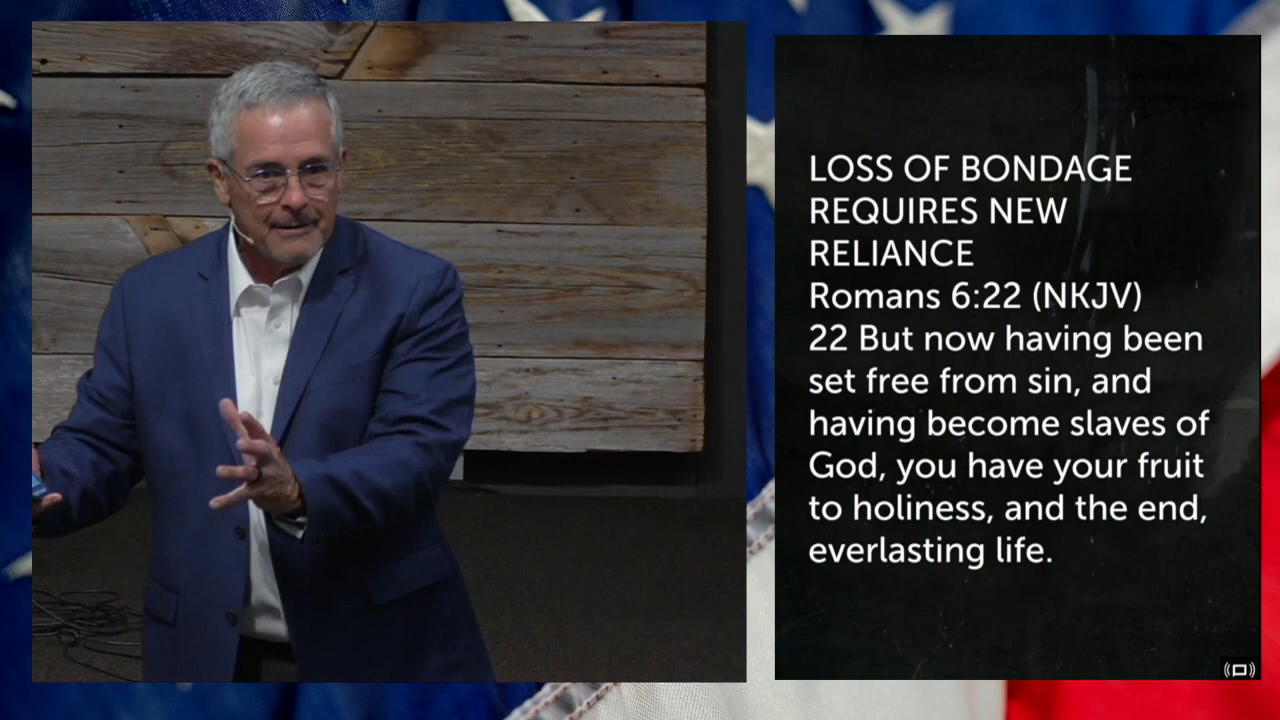 LOSS OF BONDAGE
REQUIRES NEW
RELIANCE
Romans 6:22 (NKJV)
22 But now having been
set free from sin, and
having become slaves of
God, you have your fruit
to holiness, and the end,
everlasting life.